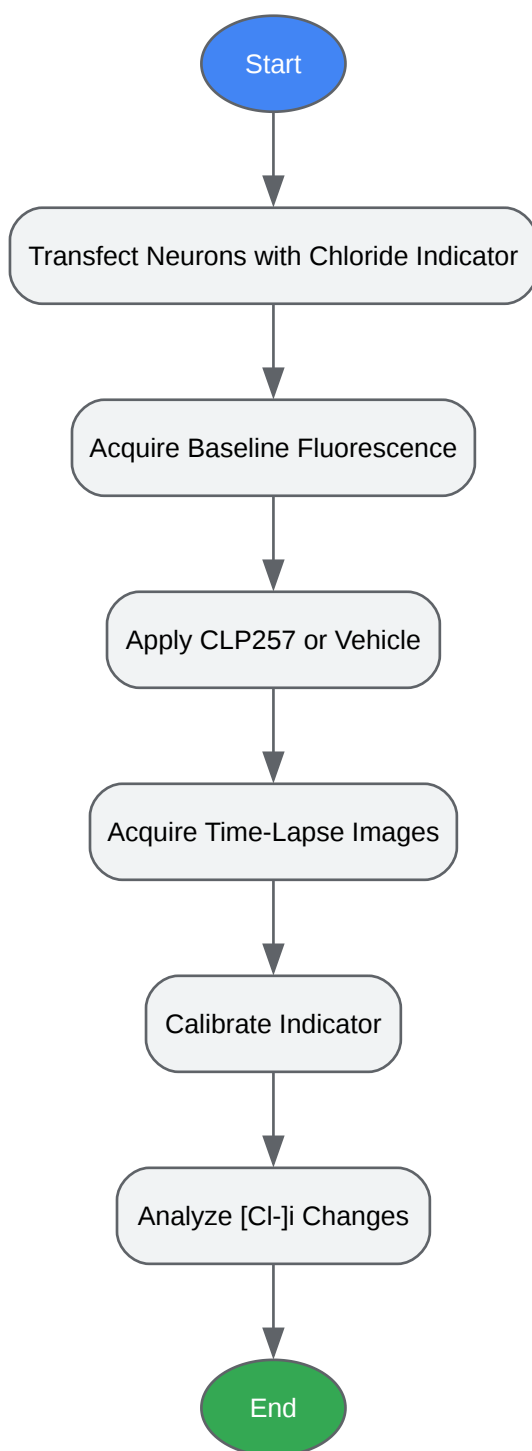 Start
Transfect Neurons with Chloride Indicator
Acquire Baseline Fluorescence
Apply CLP257 or Vehicle
Acquire Time-Lapse Images
Calibrate Indicator
Analyze [Cl-]i Changes
End